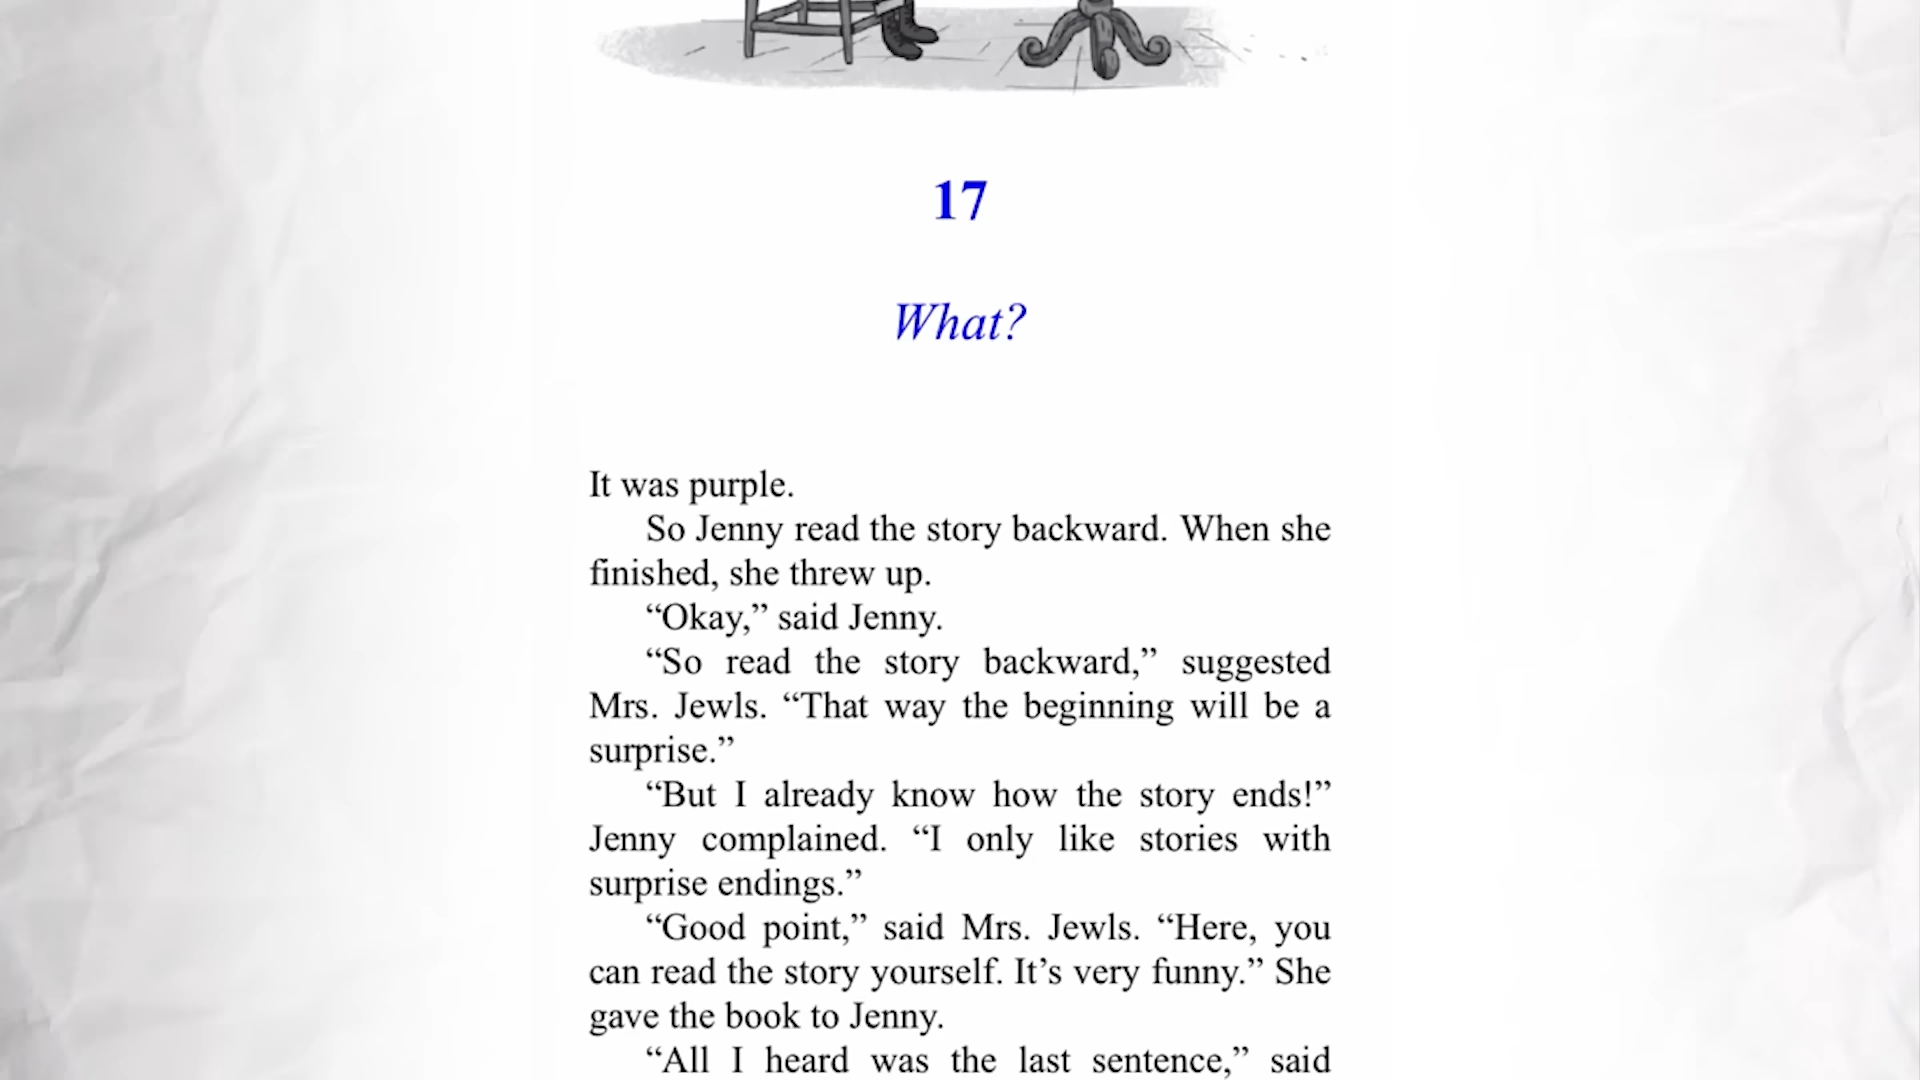 17
What?
It was purple.
So Jenny read the story backward. When she
finished, she threw up.
“Okay,” said Jenny.
“So read the story backward,” suggested
Mrs. Jewls. “That way the beginning will be a
surprise.”
“But I already know how the story ends!”
Jenny complained. “I only like stories with
surprise endings.”
“Good point,” said Mrs. Jewls. “Here, you
can read the story yourself. It’s very funny.” She
gave the book to Jenny.
“All I heard was the last sentence,” said